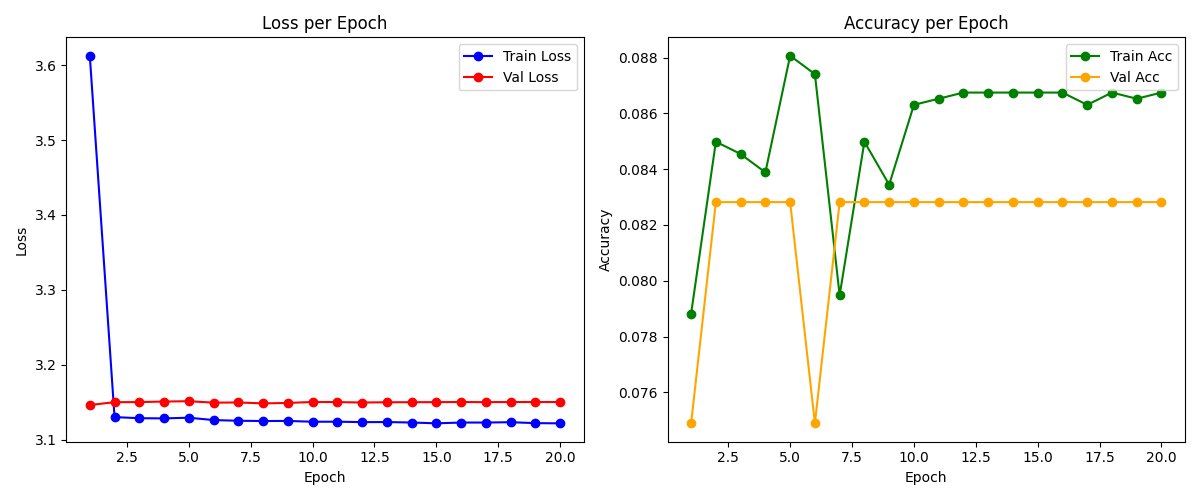 Loss per Epoch
3.6
3.5
3.4
3.3
3.2
3.1
Loss
2.5 5.0 7.5 10.0 12.5 15.0 17.5 20.0
Epoch
Train Loss
Val Loss
Accuracy per Epoch
0.088
0.086
0.084
0.082
0.080
0.078
0.076
Accuracy
2.5 5.0 7.5 10.0 12.5 15.0 17.5 20.0
Epoch
Train Acc
Val Acc